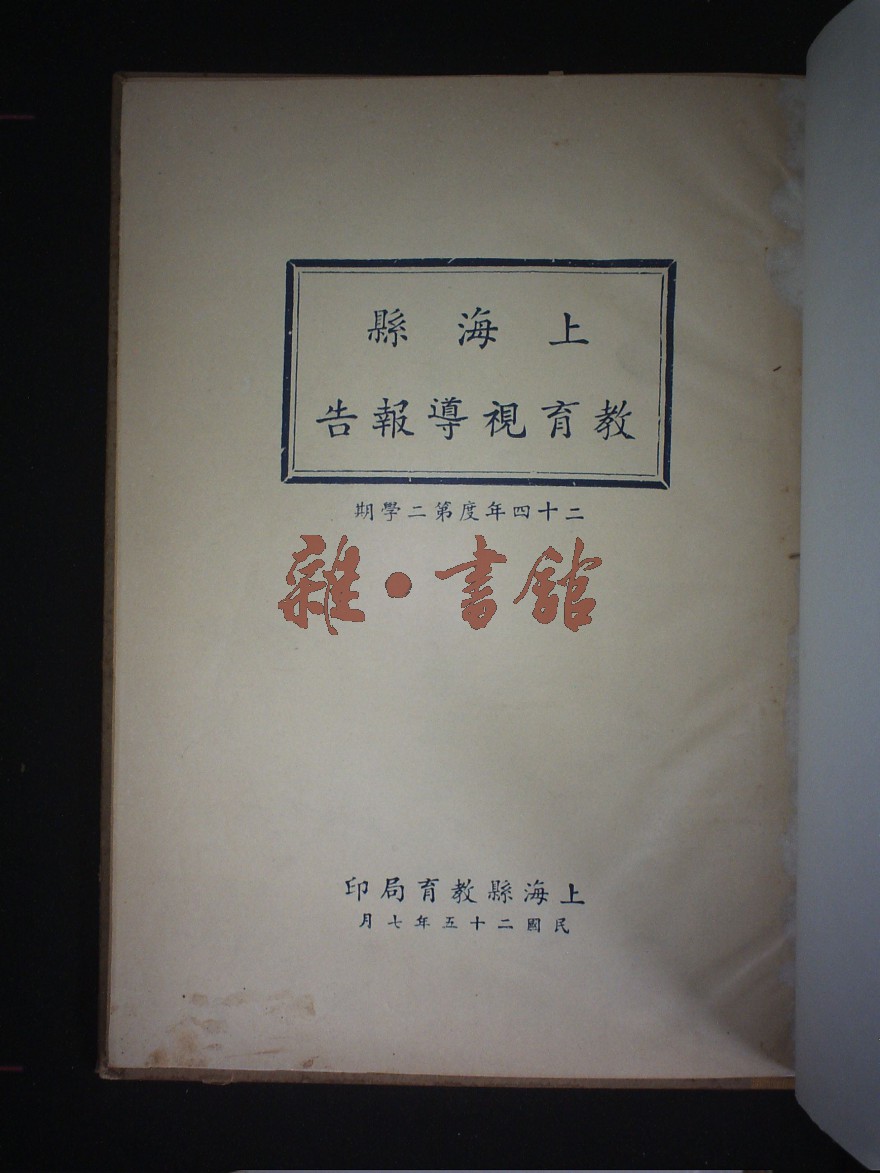 上海縣
教育視導報告
二十四年度第二學期
雜·書館
上海縣教育局印
民國二十五年七月